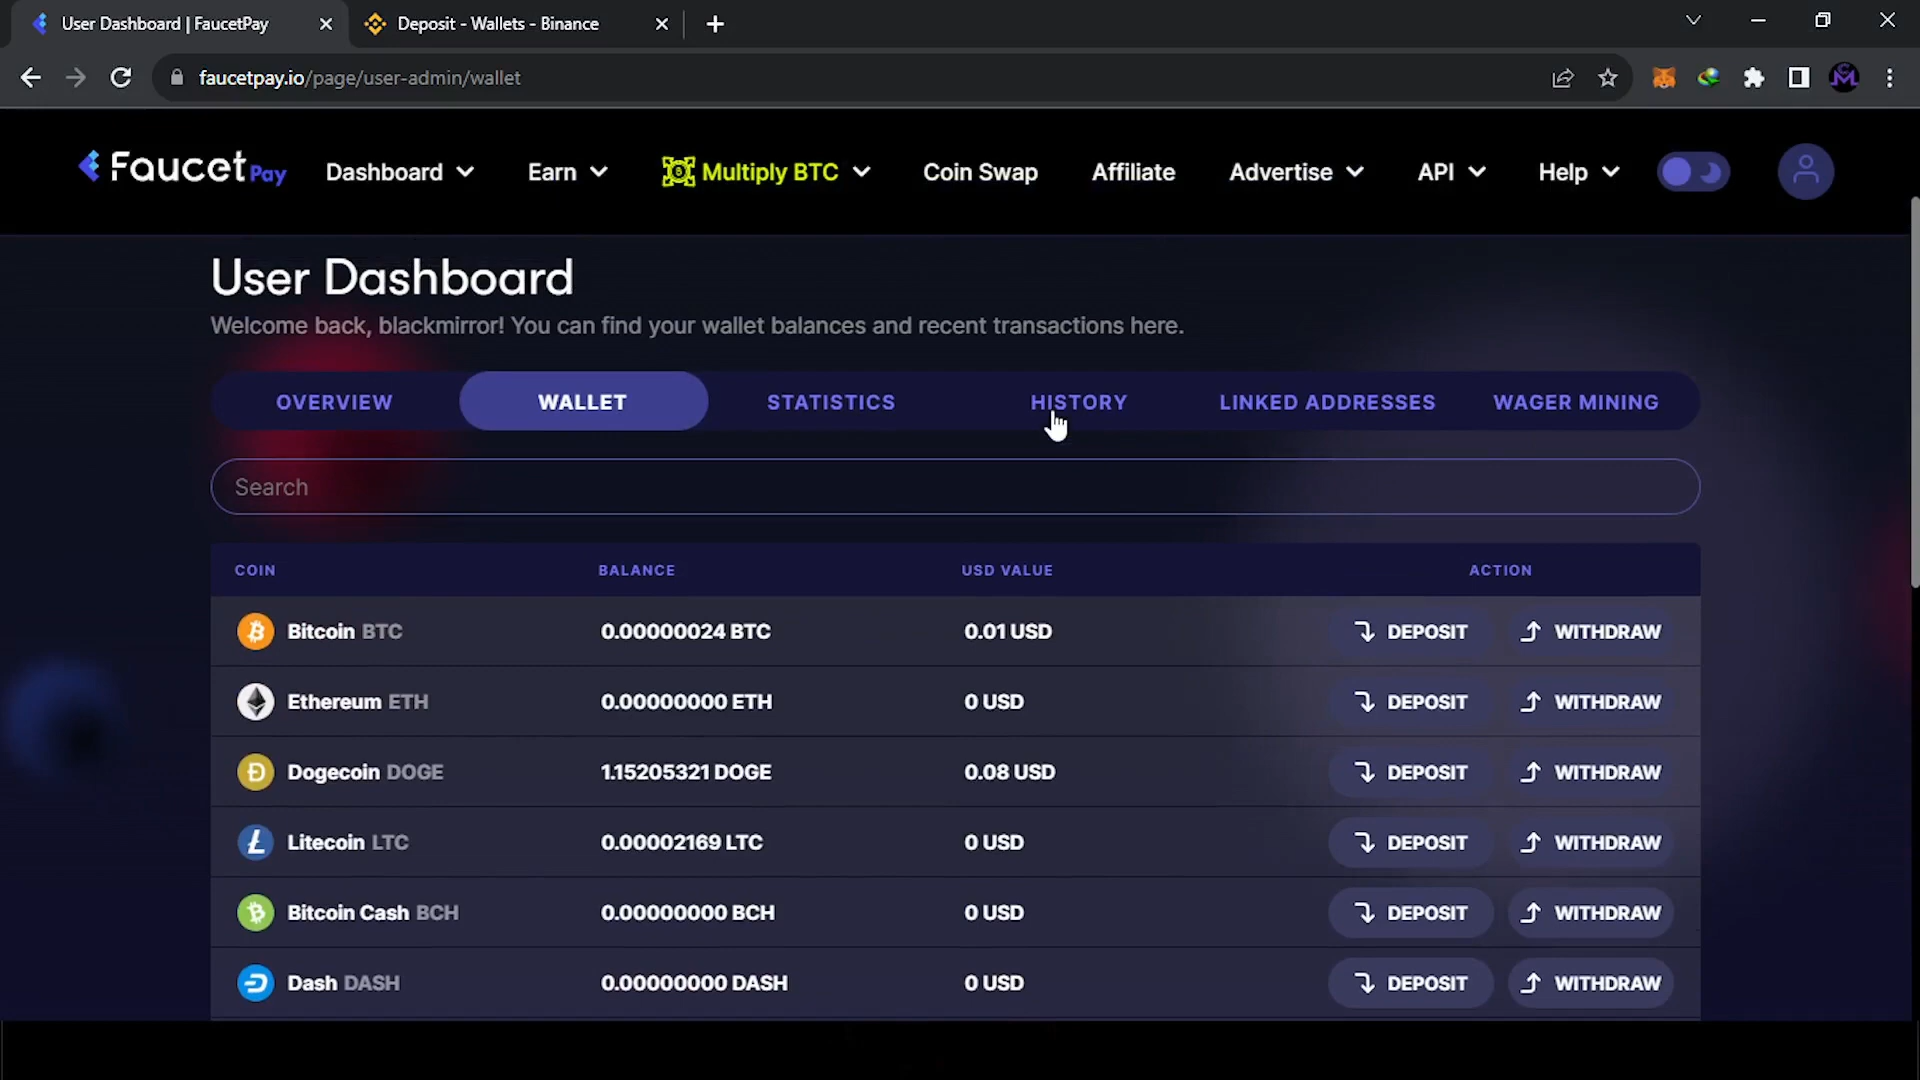 User Dashboard | FaucetPay
Deposit - Wallets - Binance
faucetpay.io/page/user-admin/wallet
Faucet Pay Dashboard Earn Multiply BTC Coin Swap Affiliate Advertise API Help
User Dashboard
Welcome back, blackmirror! You can find your wallet balances and recent transactions here.
OVERVIEW WALLET STATISTICS HISTORY LINKED ADDRESSES WAGER MINING
Search
COIN BALANCE USD VALUE ACTION
Bitcoin BTC 0.00000024 BTC 0.01 USD DEPOSIT WITHDRAW
Ethereum ETH 0.00000000 ETH 0 USD DEPOSIT WITHDRAW
Dogecoin DOGE 1.15205321 DOGE 0.08 USD DEPOSIT WITHDRAW
Litecoin LTC 0.00002169 LTC 0 USD DEPOSIT WITHDRAW
Bitcoin Cash BCH 0.00000000 BCH 0 USD DEPOSIT WITHDRAW
Dash DASH 0.00000000 DASH 0 USD DEPOSIT WITHDRAW